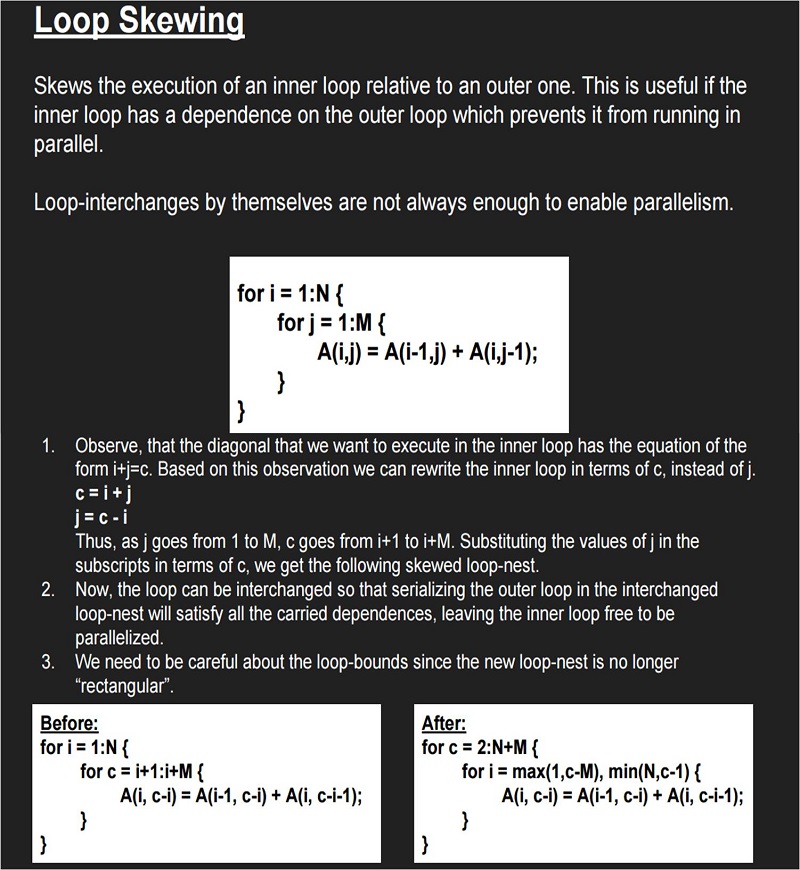 Loop Skewing
Skews the execution of an inner loop relative to an outer one. This is useful if the
inner loop has a dependence on the outer loop which prevents it from running in
parallel.
Loop-interchanges by themselves are not always enough to enable parallelism.
for i = 1:N {
for j = 1:M {
A(i,j) = A(i-1,j) + A(i,j-1);
}
}
1. Observe, that the diagonal that we want to execute in the inner loop has the equation of the
form i+j=c. Based on this observation we can rewrite the inner loop in terms of c, instead of j.
c = i + j
j = c - i
Thus, as j goes from 1 to M, c goes from i+1 to i+M. Substituting the values of j in the
subscripts in terms of c, we get the following skewed loop-nest.
2. Now, the loop can be interchanged so that serializing the outer loop in the interchanged
loop-nest will satisfy all the carried dependences, leaving the inner loop free to be
parallelized.
3. We need to be careful about the loop-bounds since the new loop-nest is no longer
“rectangular”.
Before:
for i = 1:N {
for c = i+1:i+M {
A(i, c-i) = A(i-1, c-i) + A(i, c-i-1);
}
}
After:
for c = 2:N+M {
for i = max(1,c-M), min(N,c-1) {
A(i, c-i) = A(i-1, c-i) + A(i, c-i-1);
}
}